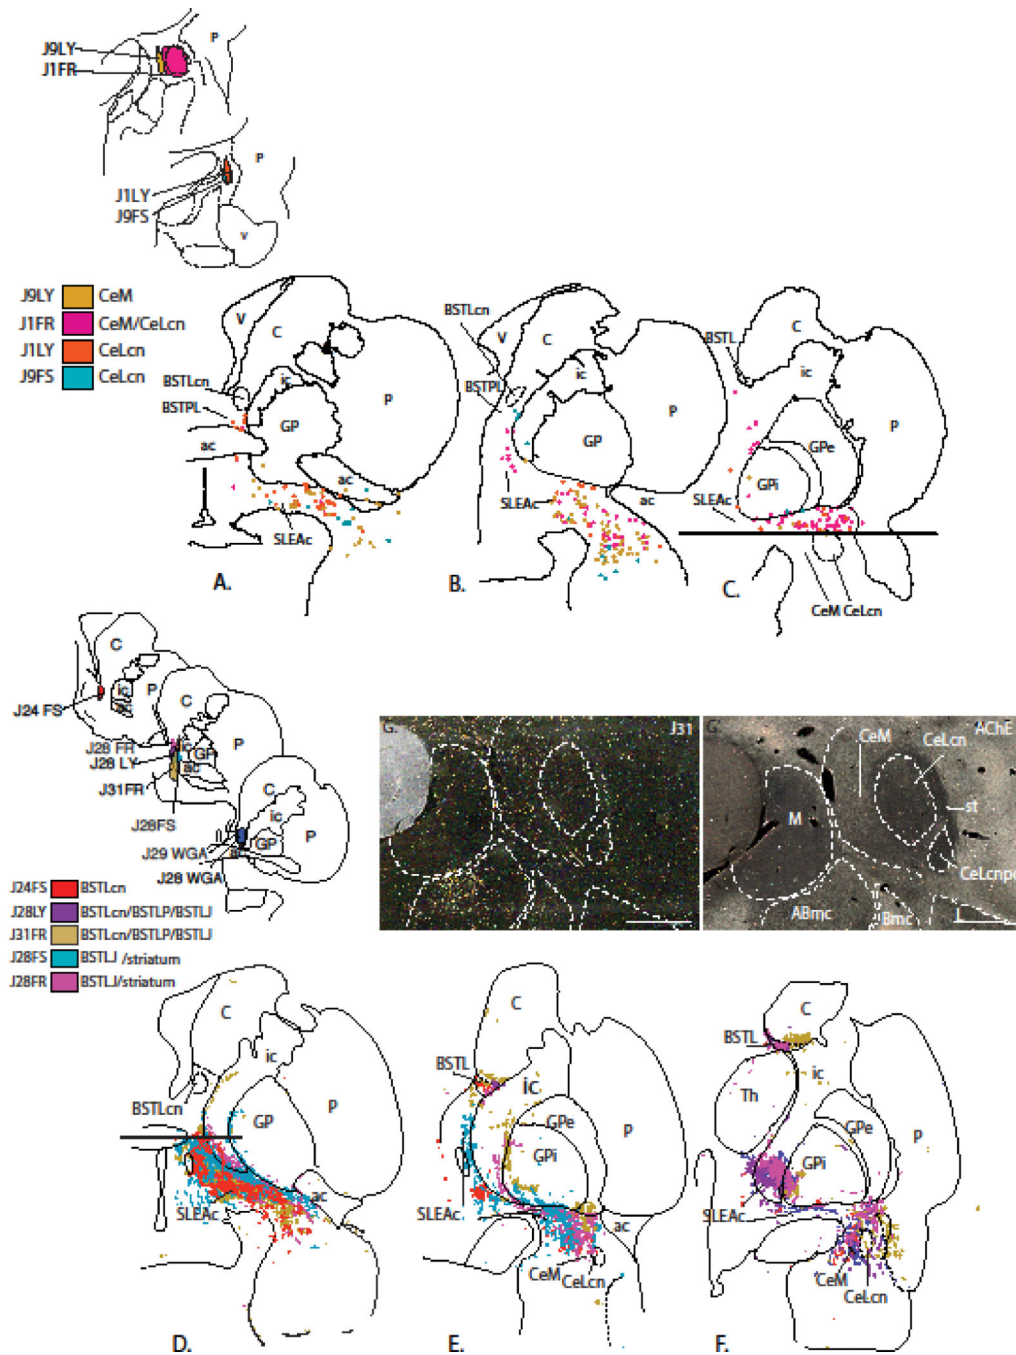 P
J9LY
J1FR
P
J1LY
J9FS
V
J9LY CeM
J1FR CeM/CeLcn
J1LY CeLcn
J9FS CeLcn
V
C
BSTLcn
ic
BSTPL
GP
P
ac
ac
SLEAc
A.
BSTLcn
V
C
BSTPL
ic
GP
P
SLEAc
ac
B.
BSTL
C
ic
P
GPe
GPi
SLEAc
CeM CeLcn
C.
C
ic
P
ac
J24 FS
C
J28 FR
ic
J28 LY
GP
P
ac
J31FR
C
J28FS
ic
GP
P
J29 WGA
ac
J28 WGA
J24FS BSTLcn
J28LY BSTLcn/BSTLP/BSTLJ
J31FR BSTLcn/BSTLP/BSTLJ
J28FS BSTLJ /striatum
J28FR BSTLJ/striatum
G.
J31
G'
AChE
CeM
CeLcn
M
st
CeLcnpc
ABmc
Bmc
L
C
ic
BSTLcn
GP
P
ac
SLEAc
D.
C
BSTL
ic
GPe
P
GPi
SLEAc
ac
CeM
CeLcn
E.
C
BSTL
ic
Th
GPe
P
GPi
SLEAc
CeM
CeLcn
F.